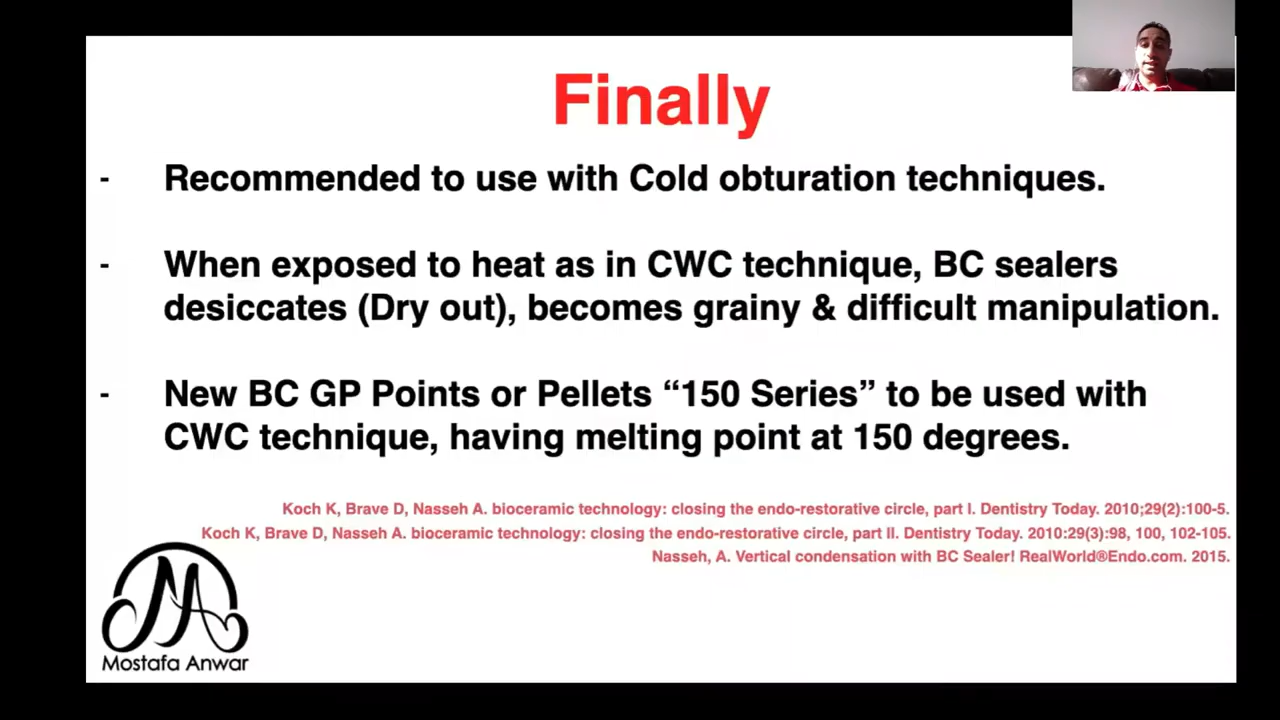 Finally
- Recommended to use with Cold obturation techniques.
- When exposed to heat as in CWC technique, BC sealers
desiccates (Dry out), becomes grainy & difficult manipulation.
- New BC GP Points or Pellets “150 Series” to be used with
CWC technique, having melting point at 150 degrees.
Koch K, Brave D, Nasseh A. bioceramic technology: closing the endo-restorative circle, part I. Dentistry Today. 2010;29(2):100-5.
Koch K, Brave D, Nasseh A. bioceramic technology: closing the endo-restorative circle, part II. Dentistry Today. 2010:29(3):98, 100, 102-105.
Nasseh, A. Vertical condensation with BC Sealer! RealWorld®Endo.com. 2015.
MA
Mostafa Anwar